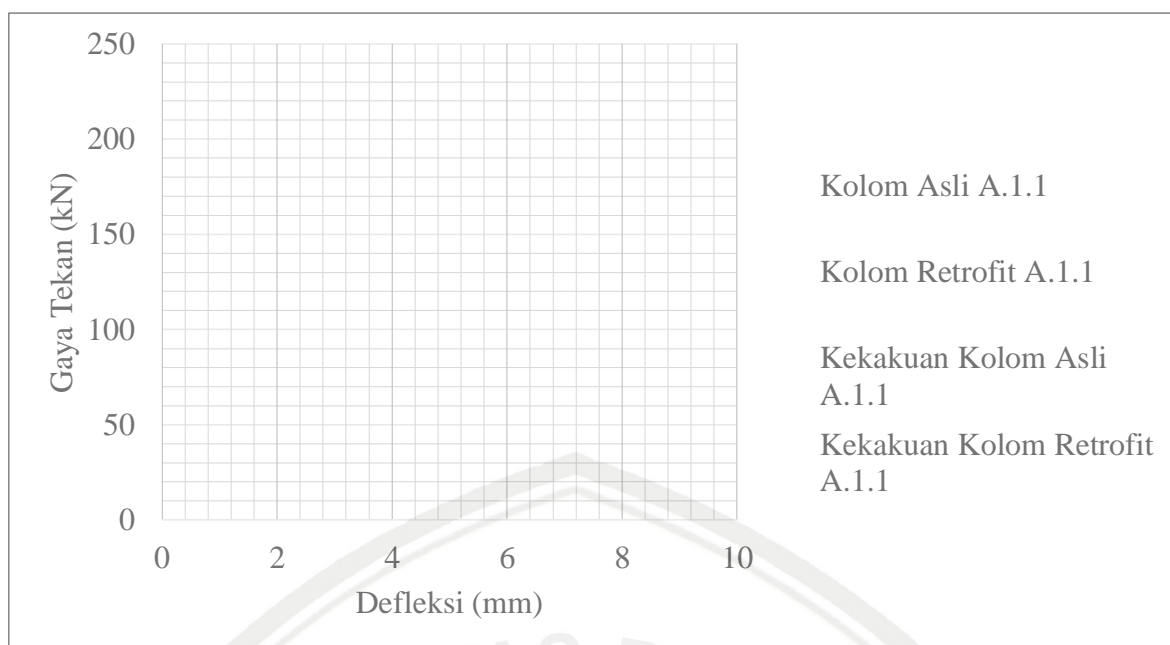 250
200
150
100
50
0
Gaya Tekan (kN)
0 2 4 6 8 10
Defleksi (mm)
Kolom Asli A.1.1
Kolom Retrofit A.1.1
Kekakuan Kolom Asli
A.1.1
Kekakuan Kolom Retrofit
A.1.1